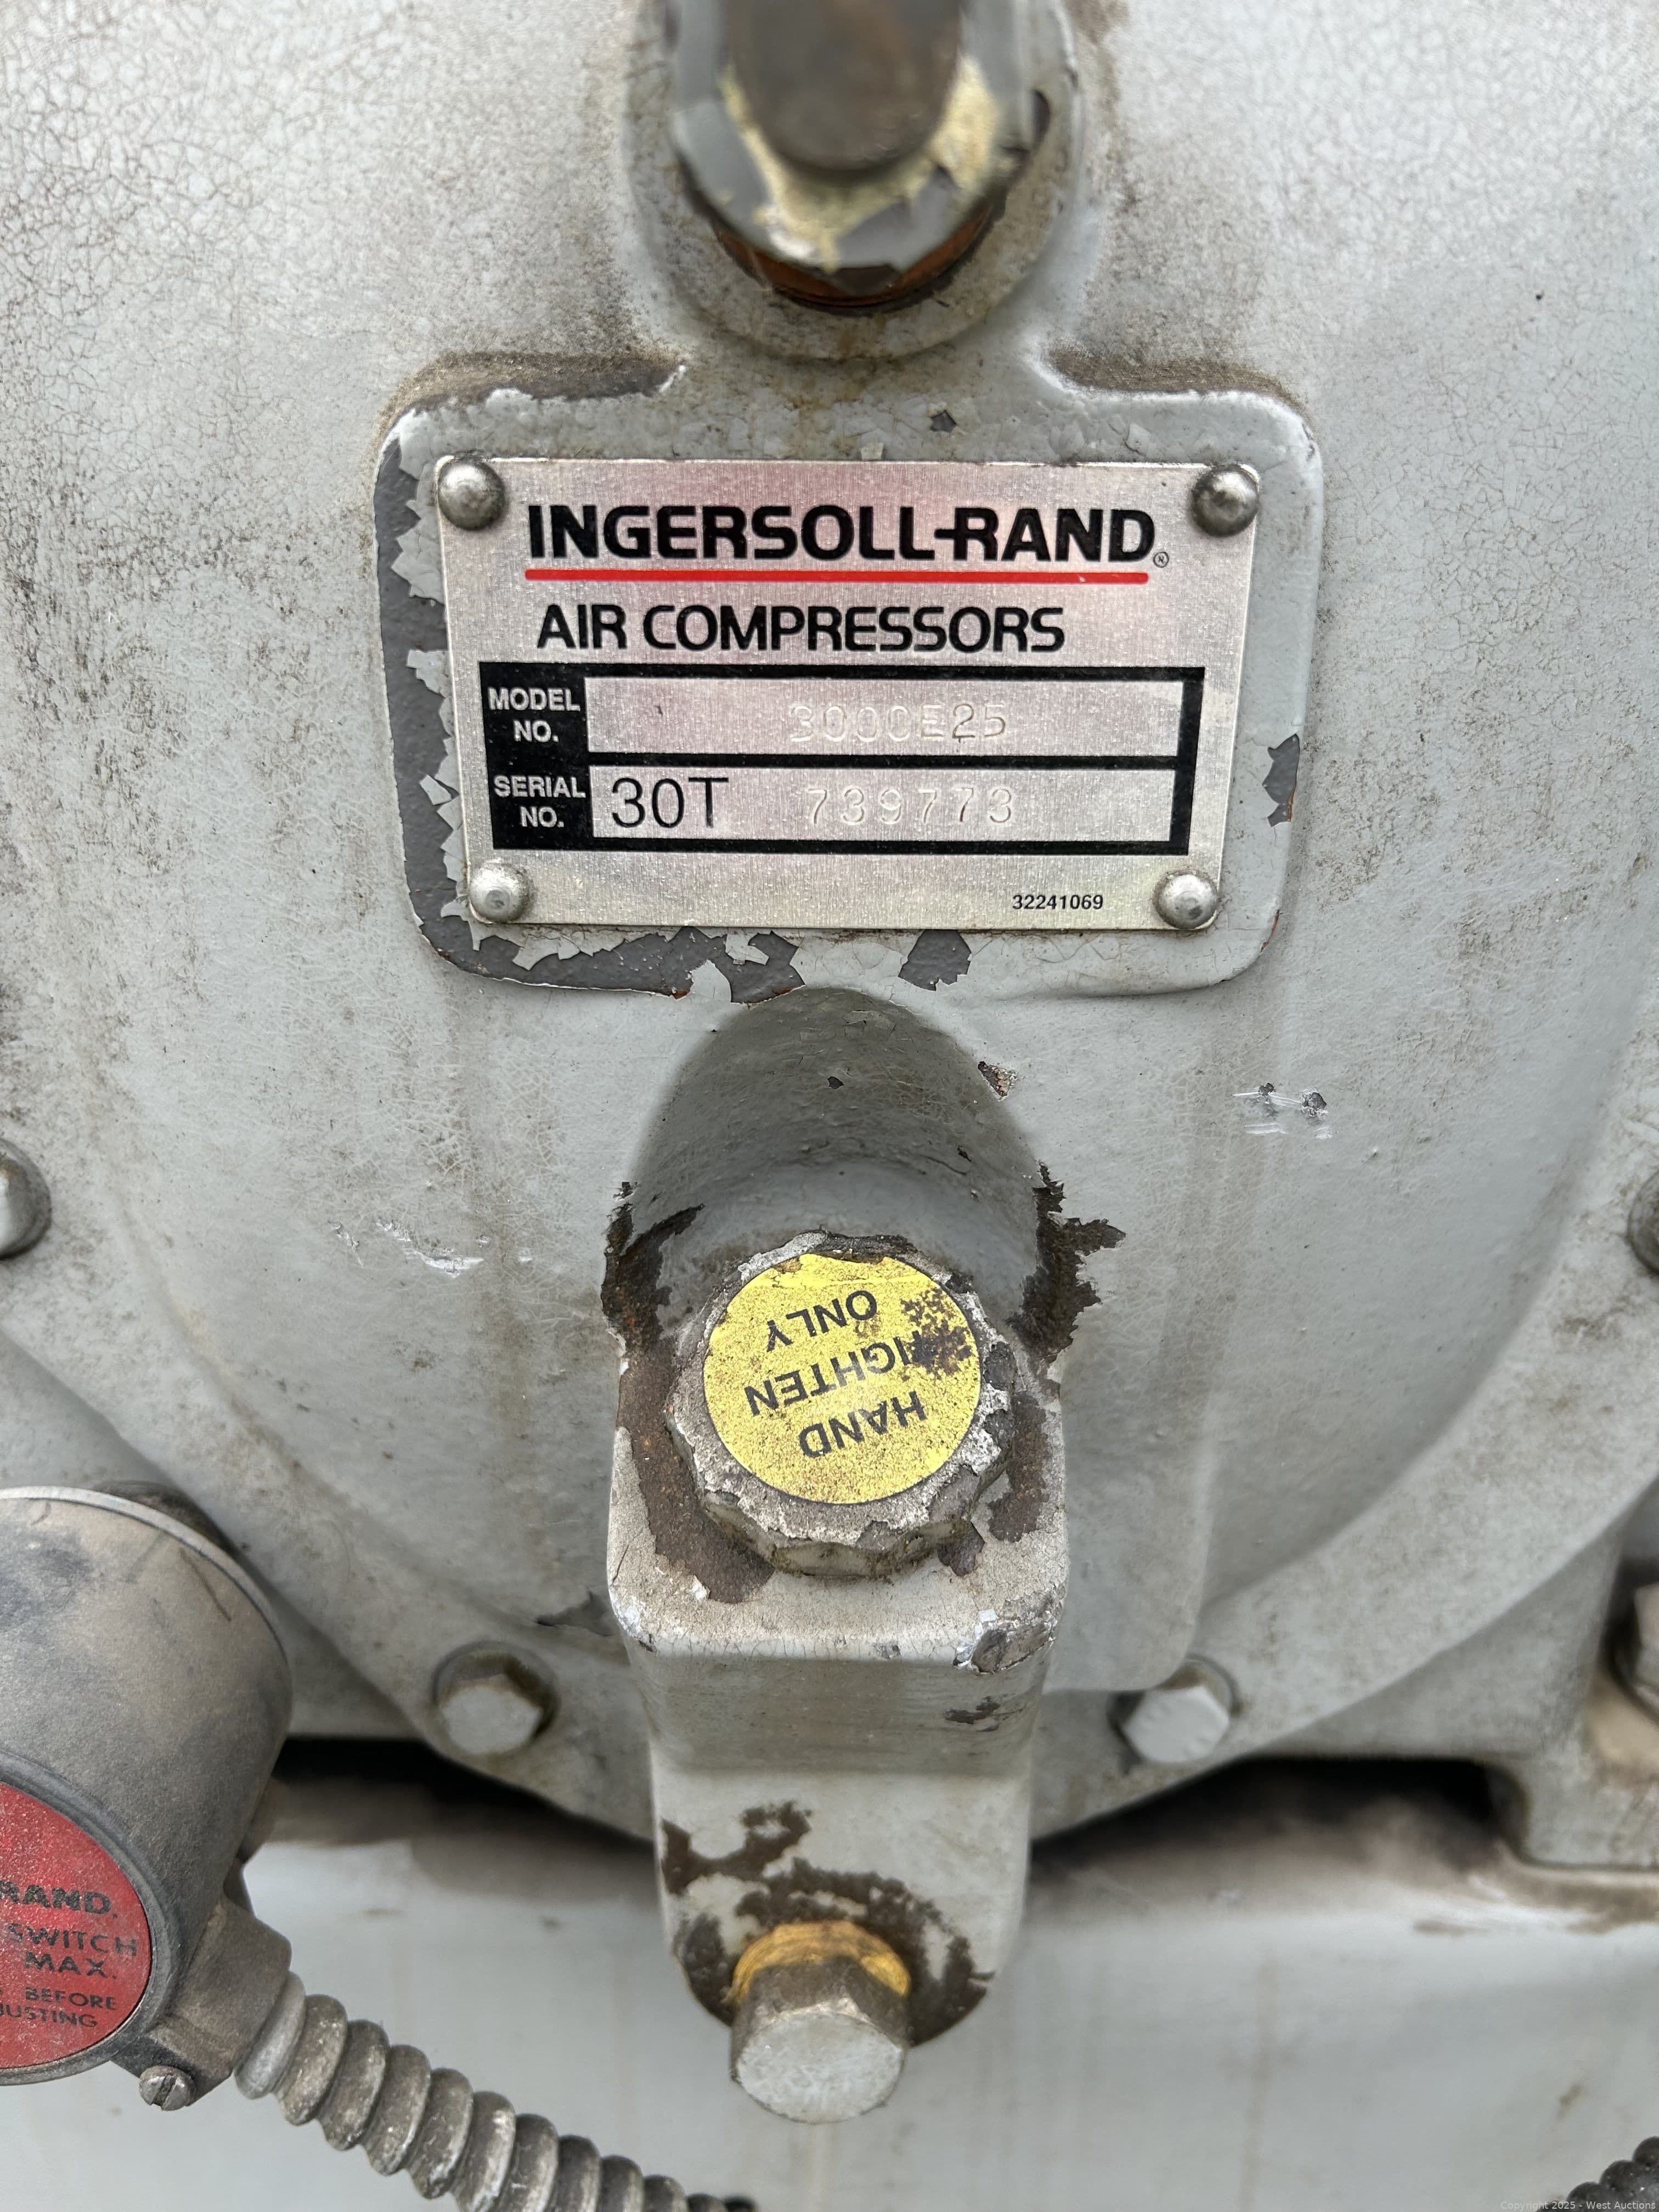 INGERSOLL-RAND®
AIR COMPRESSORS
MODEL NO. 3000E25
SERIAL NO. 30T 739773
32241069
HAND
TIGHTEN
ONLY
RAND.
SWITCH
MAX.
BEFORE
JUSTING
Copyright 2025 - West Auctions